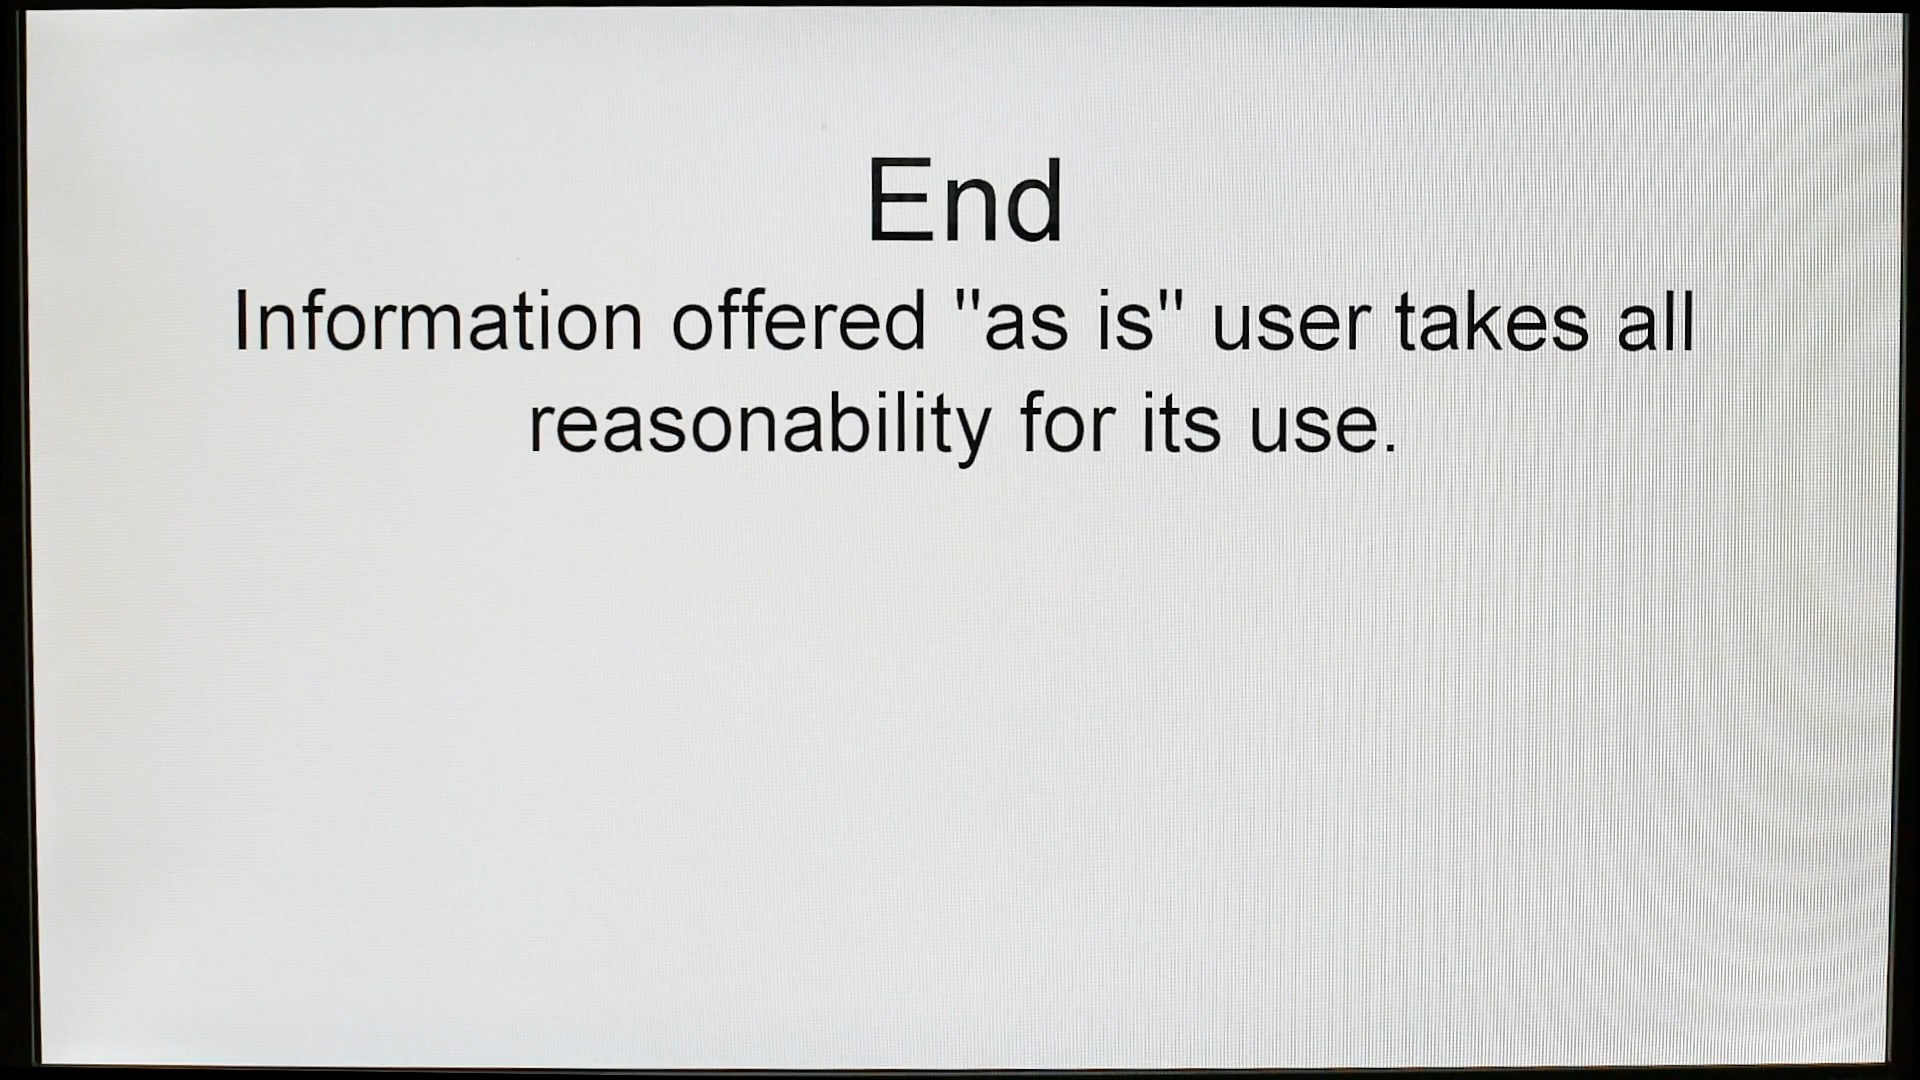 End
Information offered "as is" user takes all
reasonability for its use.